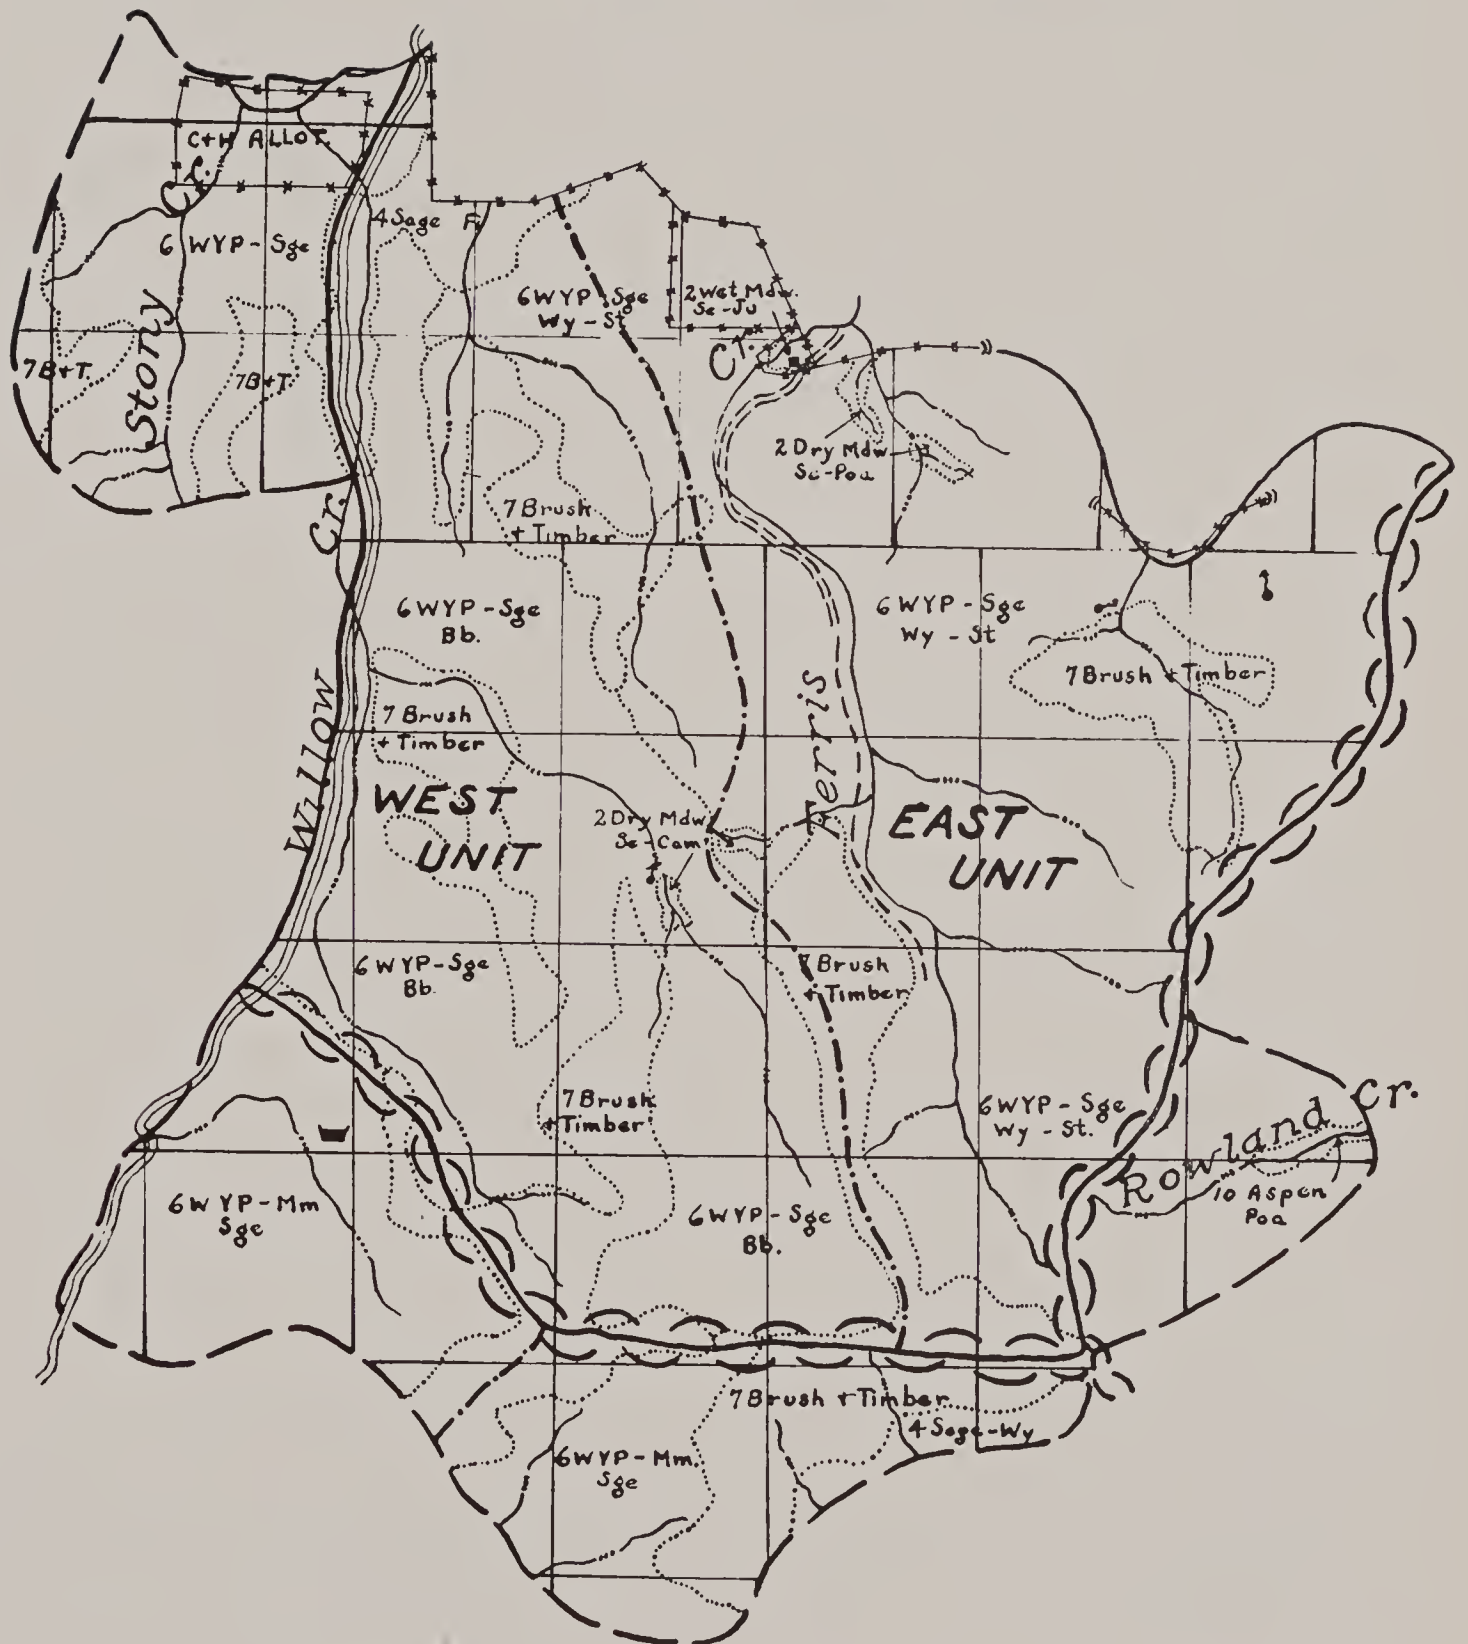 C+H ALLOT.
Stony Cr.
6 WYP-Sge
4 Sage
F.
6 WYP-Sge
Wy-St
2 Wet Mdw.
Se-Ju
7B+T.
7B+T.
2 Dry Mdw
Se-Poa
7 Brush
+ Timber
6 WYP-Sge
Bb.
6 WYP-Sge
Wy-St
7 Brush + Timber
Willow Cr.
7 Brush
+ Timber
Ferris Cr.
WEST
UNIT
2 Dry Mdw
Se-Cam
EAST
UNIT
6 WYP-Sge
Bb.
7 Brush
+ Timber
7 Brush
+ Timber
6 WYP-Sge
Wy-St.
Rowland Cr.
10 Aspen
Poa
6 WYP-Mm
Sge
6 WYP-Sge
Bb.
7 Brush + Timber
4 Sage-Wy
6 WYP-Mm.
Sge